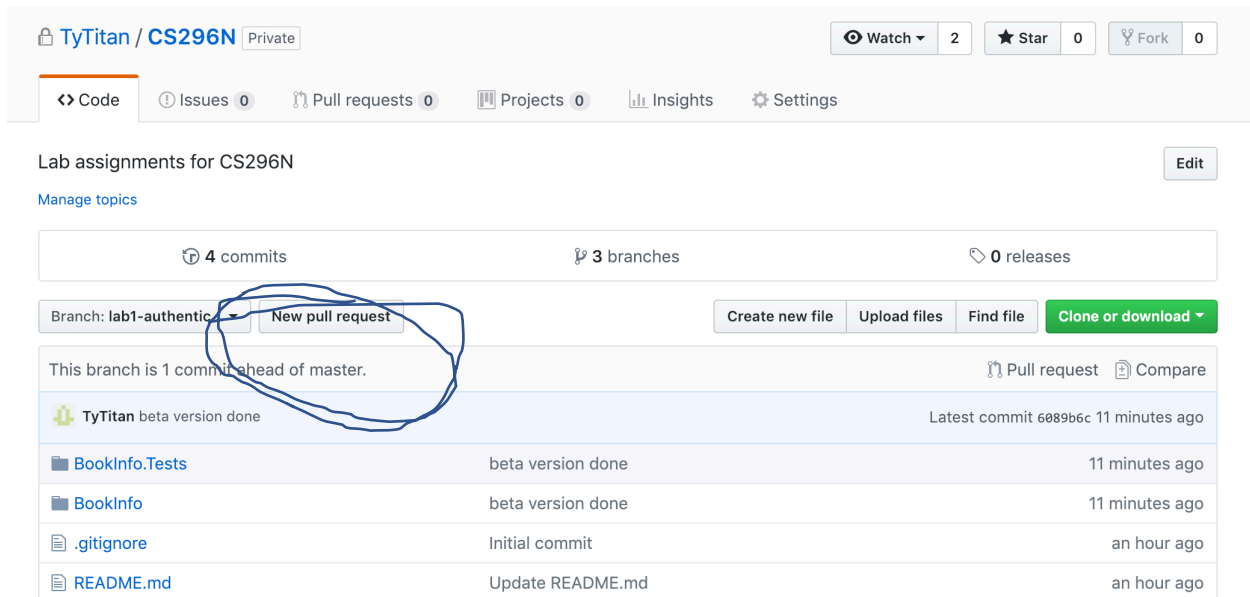 TyTitan / CS296N Private
Watch 2 Star 0 Fork 0
Code Issues 0 Pull requests 0 Projects 0 Insights Settings
Lab assignments for CS296N Edit
Manage topics
4 commits 3 branches 0 releases
Branch: lab1-authentic New pull request Create new file Upload files Find file Clone or download
This branch is 1 commit ahead of master. Pull request Compare
TyTitan beta version done Latest commit 6089b6c 11 minutes ago
BookInfo.Tests beta version done 11 minutes ago
BookInfo beta version done 11 minutes ago
.gitignore Initial commit an hour ago
README.md Update README.md an hour ago